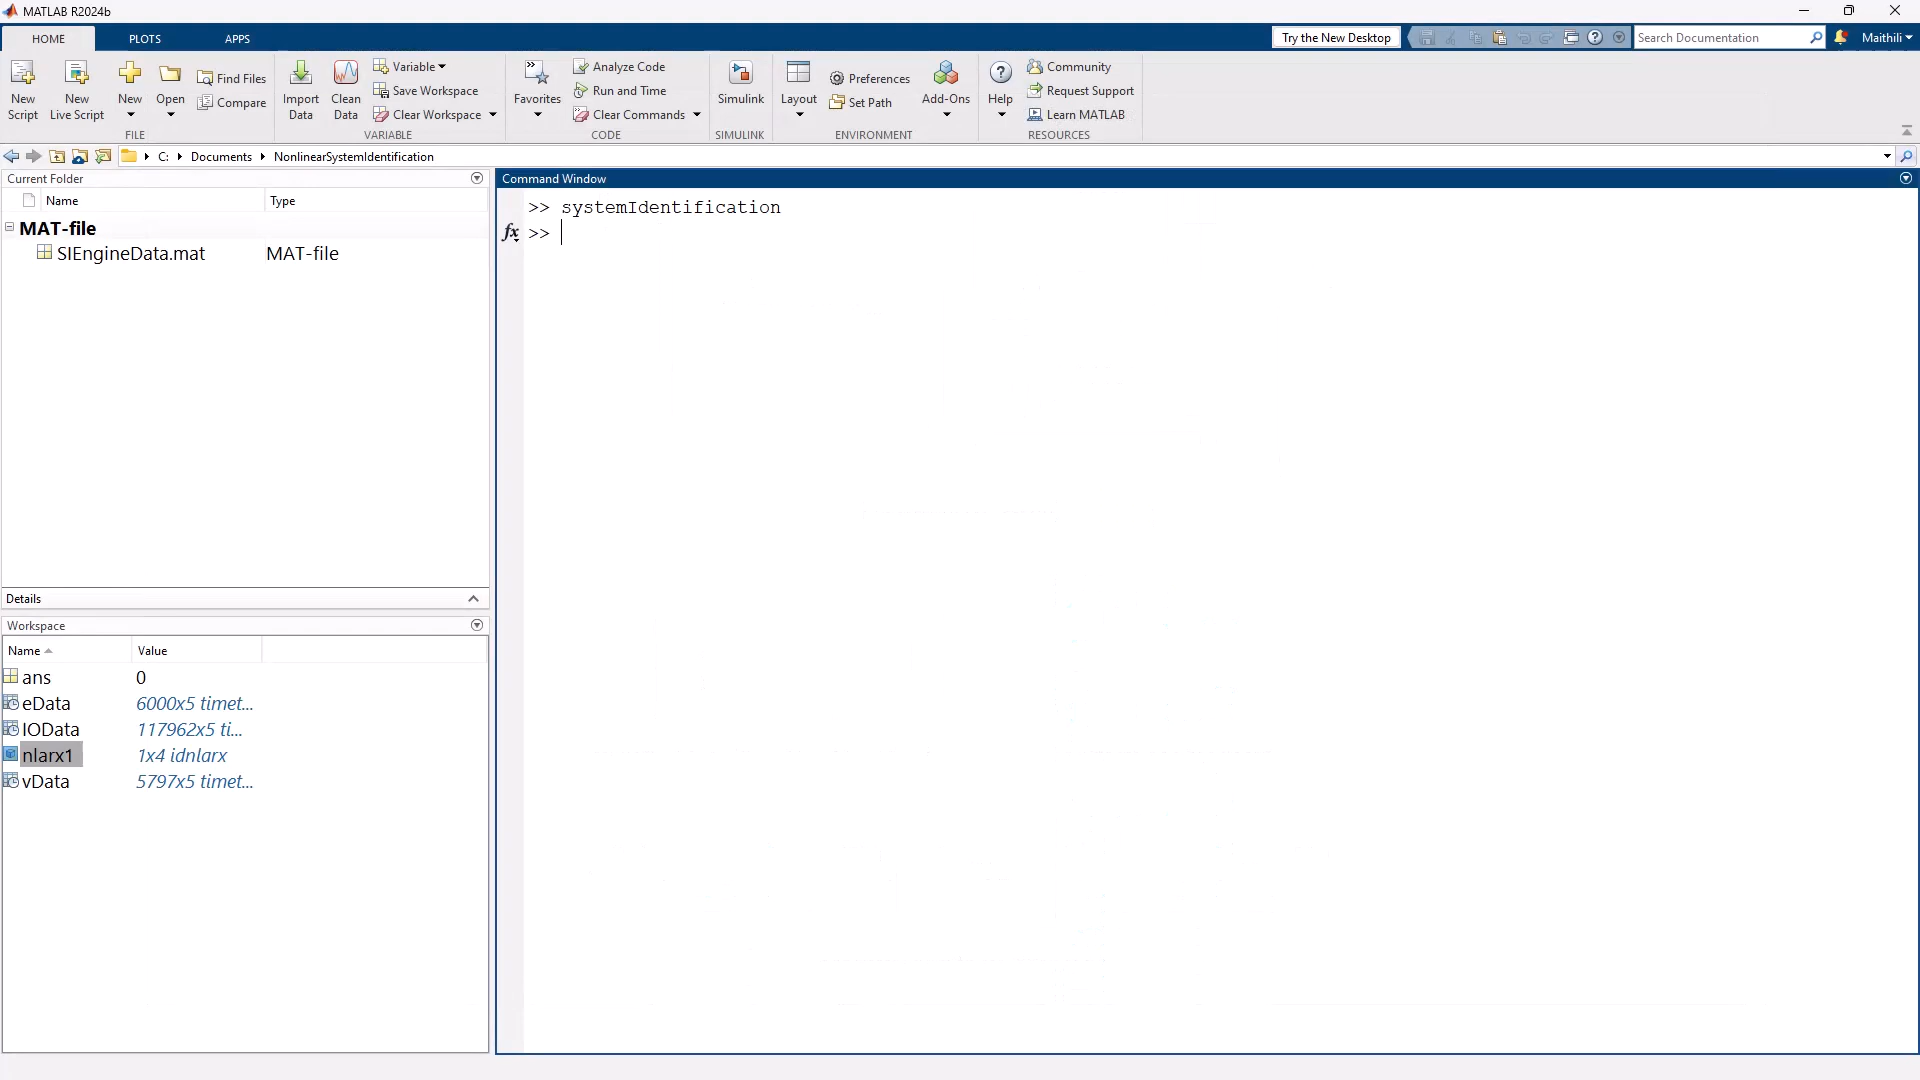 MATLAB R2024b
HOME PLOTS APPS
Try the New Desktop
Search Documentation
Maithili
New Script
New Live Script
New
Open
Find Files
Compare
FILE
Import Data
Clean Data
Variable
Save Workspace
Clear Workspace
VARIABLE
Favorites
Analyze Code
Run and Time
Clear Commands
CODE
Simulink
SIMULINK
Layout
Preferences
Set Path
Add-Ons
ENVIRONMENT
Help
Community
Request Support
Learn MATLAB
RESOURCES
C: Documents NonlinearSystemIdentification
Current Folder
Name Type
MAT-file
SIEngineData.mat MAT-file
Details
Workspace
Name Value
ans 0
eData 6000x5 timet...
IOData 117962x5 ti...
nlarx1 1x4 idnlarx
vData 5797x5 timet...
Command Window
>> systemIdentification
fx >>